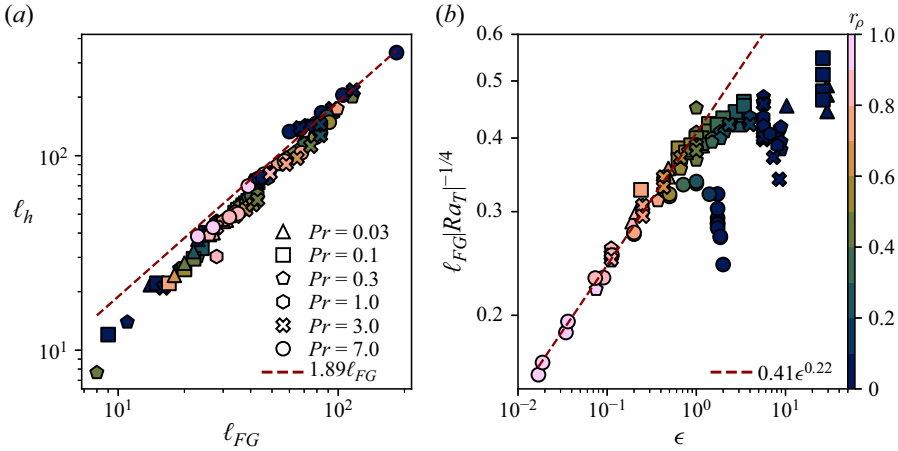 (a)
ℓ_h
10^2
10^1
10^1
10^2
ℓ_FG
Pr = 0.03
Pr = 0.1
Pr = 0.3
Pr = 1.0
Pr = 3.0
Pr = 7.0
1.89ℓ_FG
(b)
ℓ_FG|Ra_T|^−1/4
0.6
0.5
0.4
0.3
0.2
10^−2
10^−1
10^0
10^1
ϵ
0.41ϵ^0.22
r_ρ
1.0
0.8
0.6
0.4
0.2
0